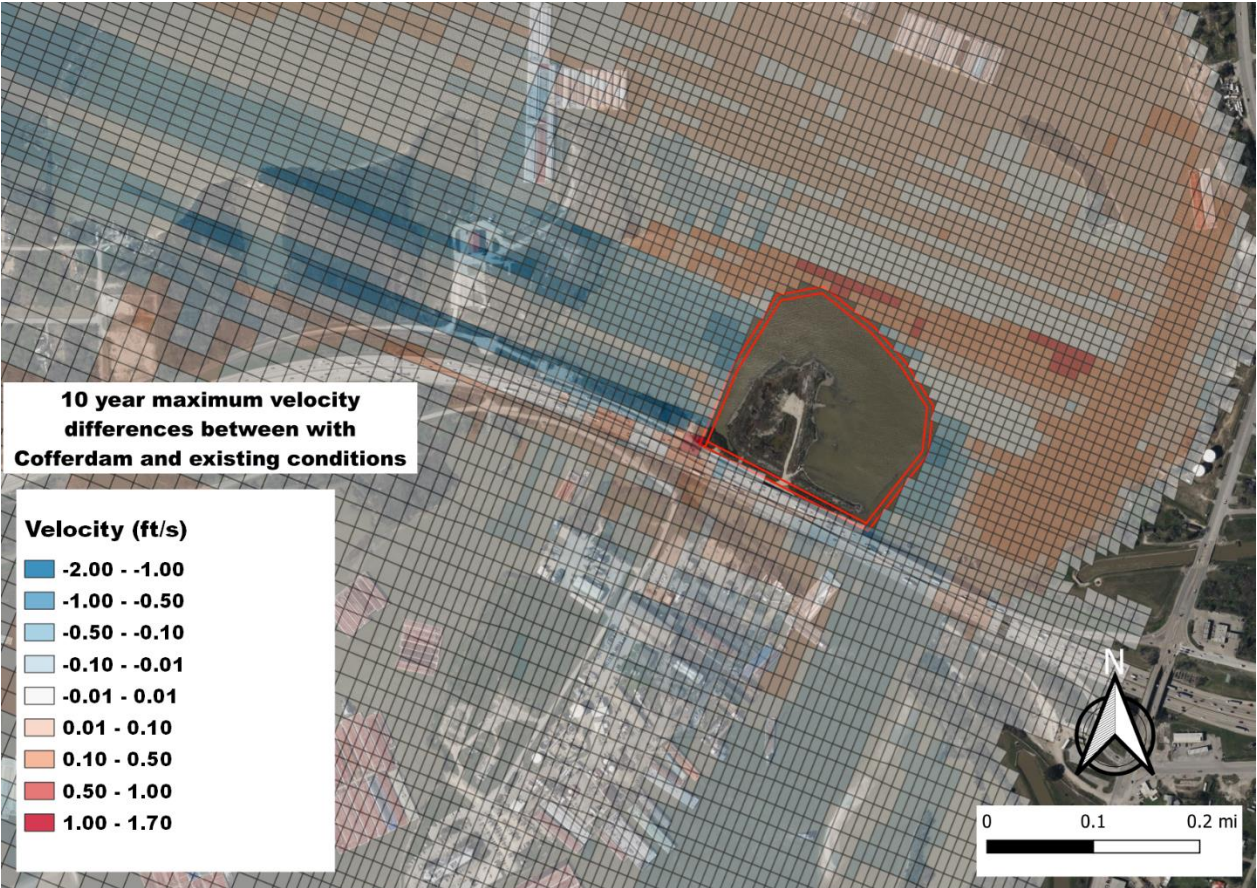 10 year maximum velocity
differences between with
Cofferdam and existing conditions
Velocity (ft/s)
-2.00 - -1.00
-1.00 - -0.50
-0.50 - -0.10
-0.10 - -0.01
-0.01 - 0.01
0.01 - 0.10
0.10 - 0.50
0.50 - 1.00
1.00 - 1.70
N
0 0.1 0.2 mi